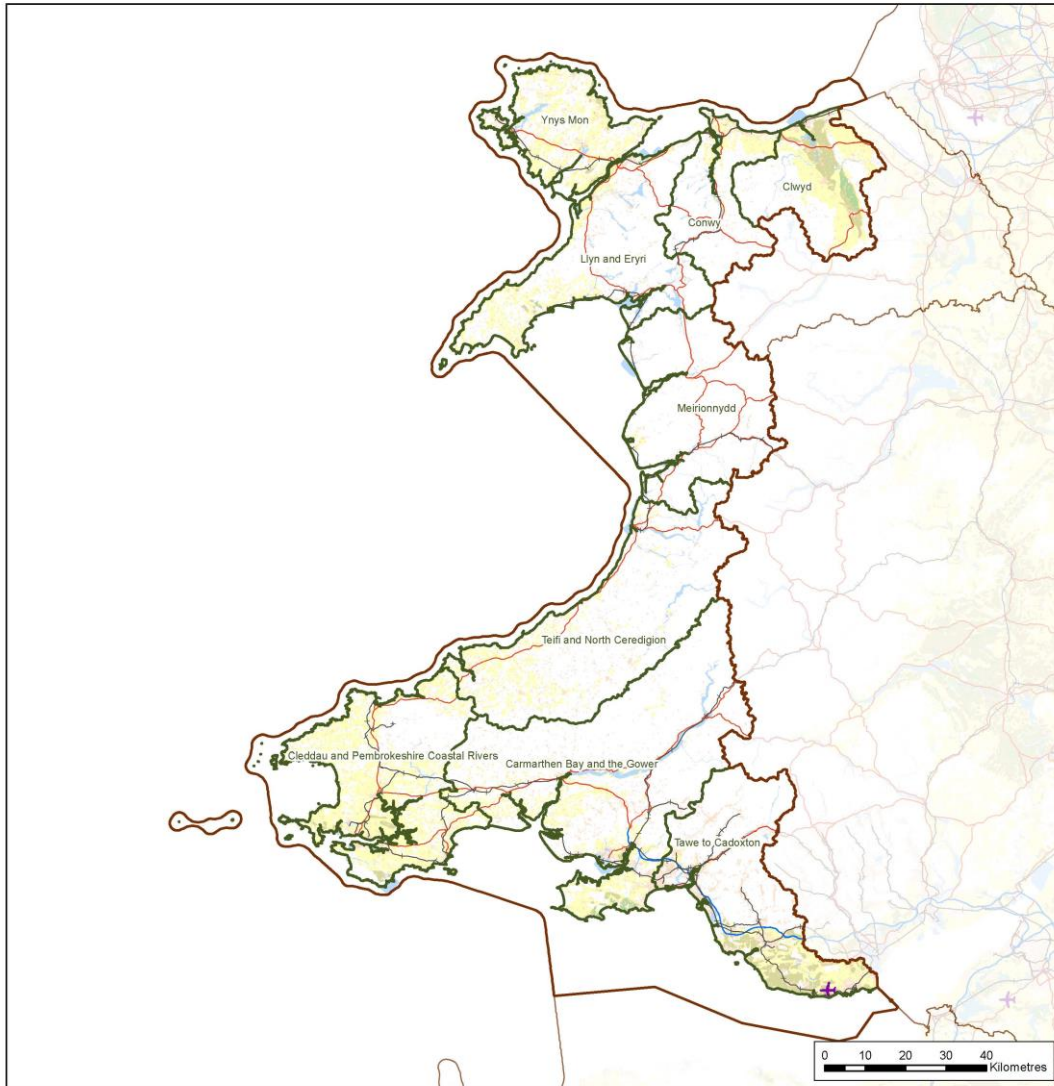 Ynys Mon
Clwyd
Conwy
Llyn and Eryri
Meirionnydd
Teifi and North Ceredigion
Cleddau and Pembrokeshire Coastal Rivers
Carmarthen Bay and the Gower
Tawe to Cadoxton
0 10 20 30 40
Kilometres